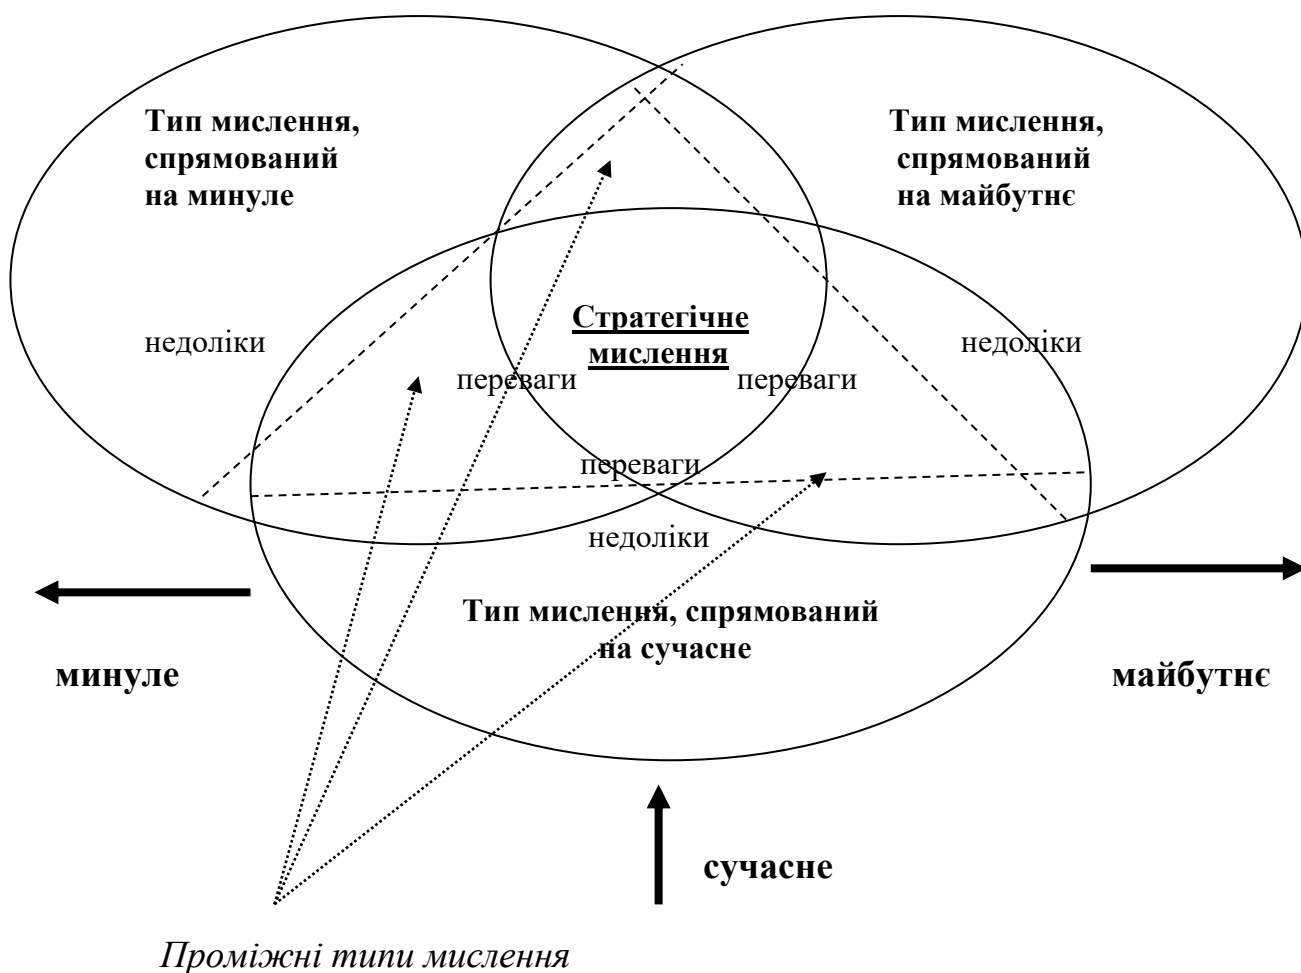 Тип мислення,
спрямований
на минуле
Тип мислення,
спрямований
на майбутнє
Стратегічне
мислення
недоліки
недоліки
переваги
переваги
переваги
недоліки
Тип мислення, спрямований
на сучасне
минуле
майбутнє
сучасне
Проміжні типи мислення